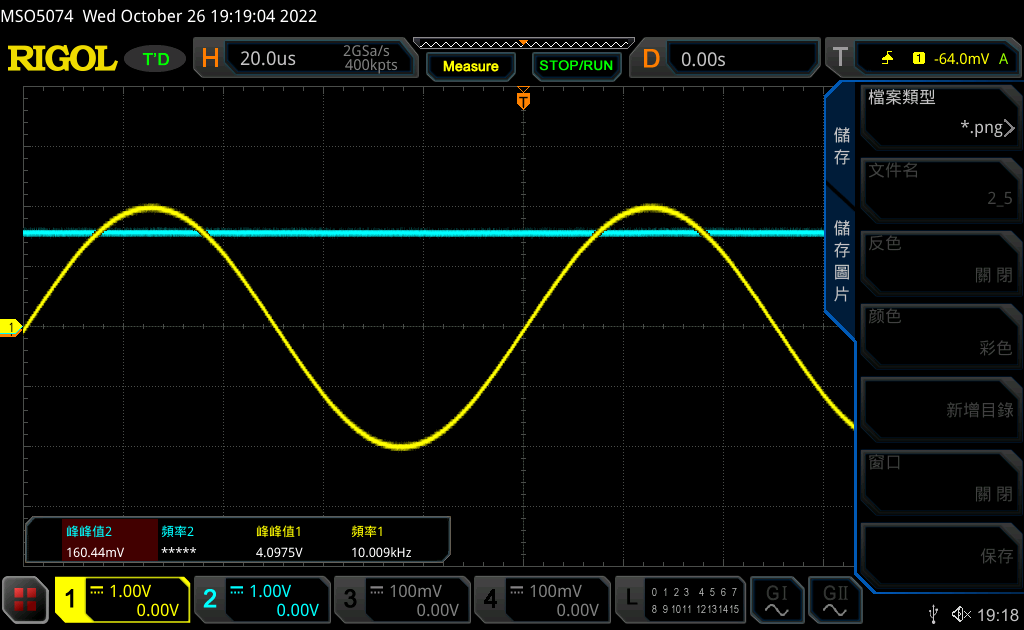 MSO5074 Wed October 26 19:19:04 2022
RIGOL
T'D
H
20.0us
2GSa/s
400kpts
Measure
STOP/RUN
D
0.00s
T
1
-64.0mV
A
T
1
儲存
儲存圖片
檔案類型
*.png
文件名
2_5
反色
關閉
颜色
彩色
新增目錄
窗口
關閉
保存
峰峰值2 頻率2 峰峰值1 頻率1
160.44mV ***** 4.0975V 10.009kHz
1
1.00V
0.00V
2
1.00V
0.00V
3
100mV
0.00V
4
100mV
0.00V
L
0 1 2 3 4 5 6 7
8 9 10 11 12 13 14 15
GI
GII
19:18